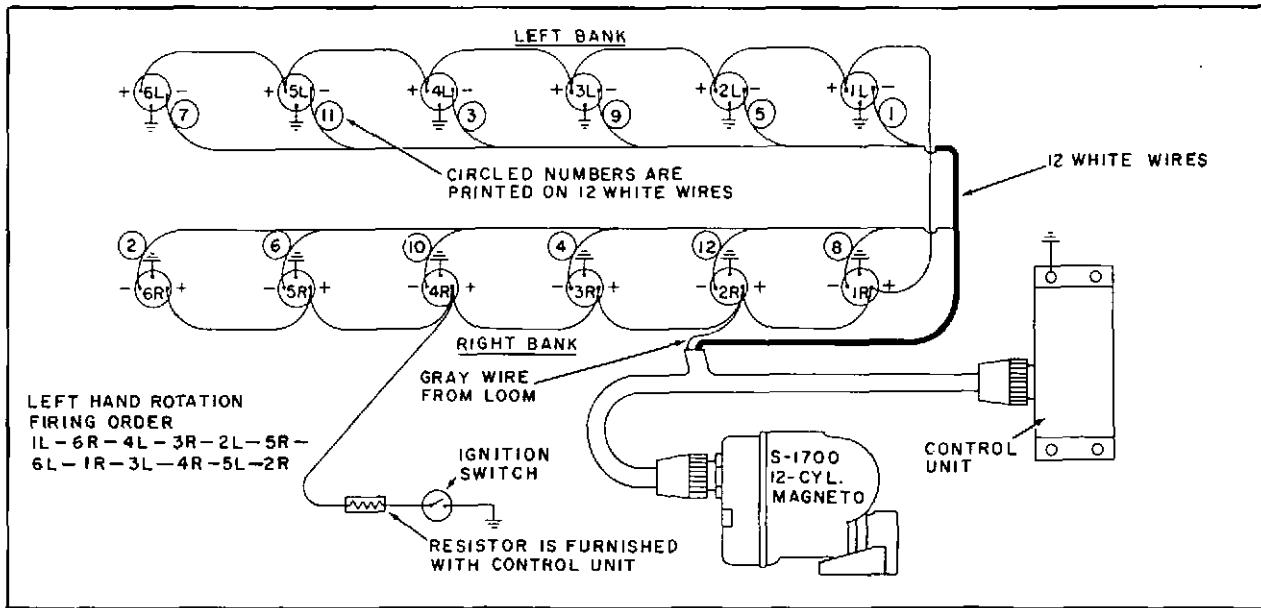 LEFT BANK
+ 6L - + 5L - + 4L - + 3L - + 2L - + 1L -
7 11 3 9 5 1
CIRCLED NUMBERS ARE
PRINTED ON 12 WHITE WIRES
12 WHITE WIRES
2 6 10 4 12 8
- 6R + - 5R + - 4R + - 3R + - 2R + - 1R +
RIGHT BANK
GRAY WIRE
FROM LOOM
LEFT HAND ROTATION
FIRING ORDER
1L-6R-4L-3R-2L-5R-
6L-1R-3L-4R-5L-2R
IGNITION
SWITCH
S-1700
12-CYL.
MAGNETO
CONTROL
UNIT
RESISTOR IS FURNISHED
WITH CONTROL UNIT